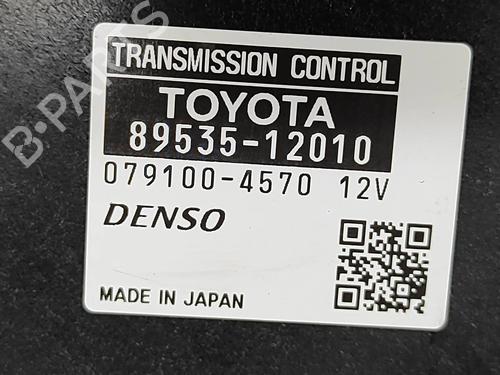 TRANSMISSION CONTROL
TOYOTA
89535-12010
079100-4570 12V
DENSO
MADE IN JAPAN
B-PARTS